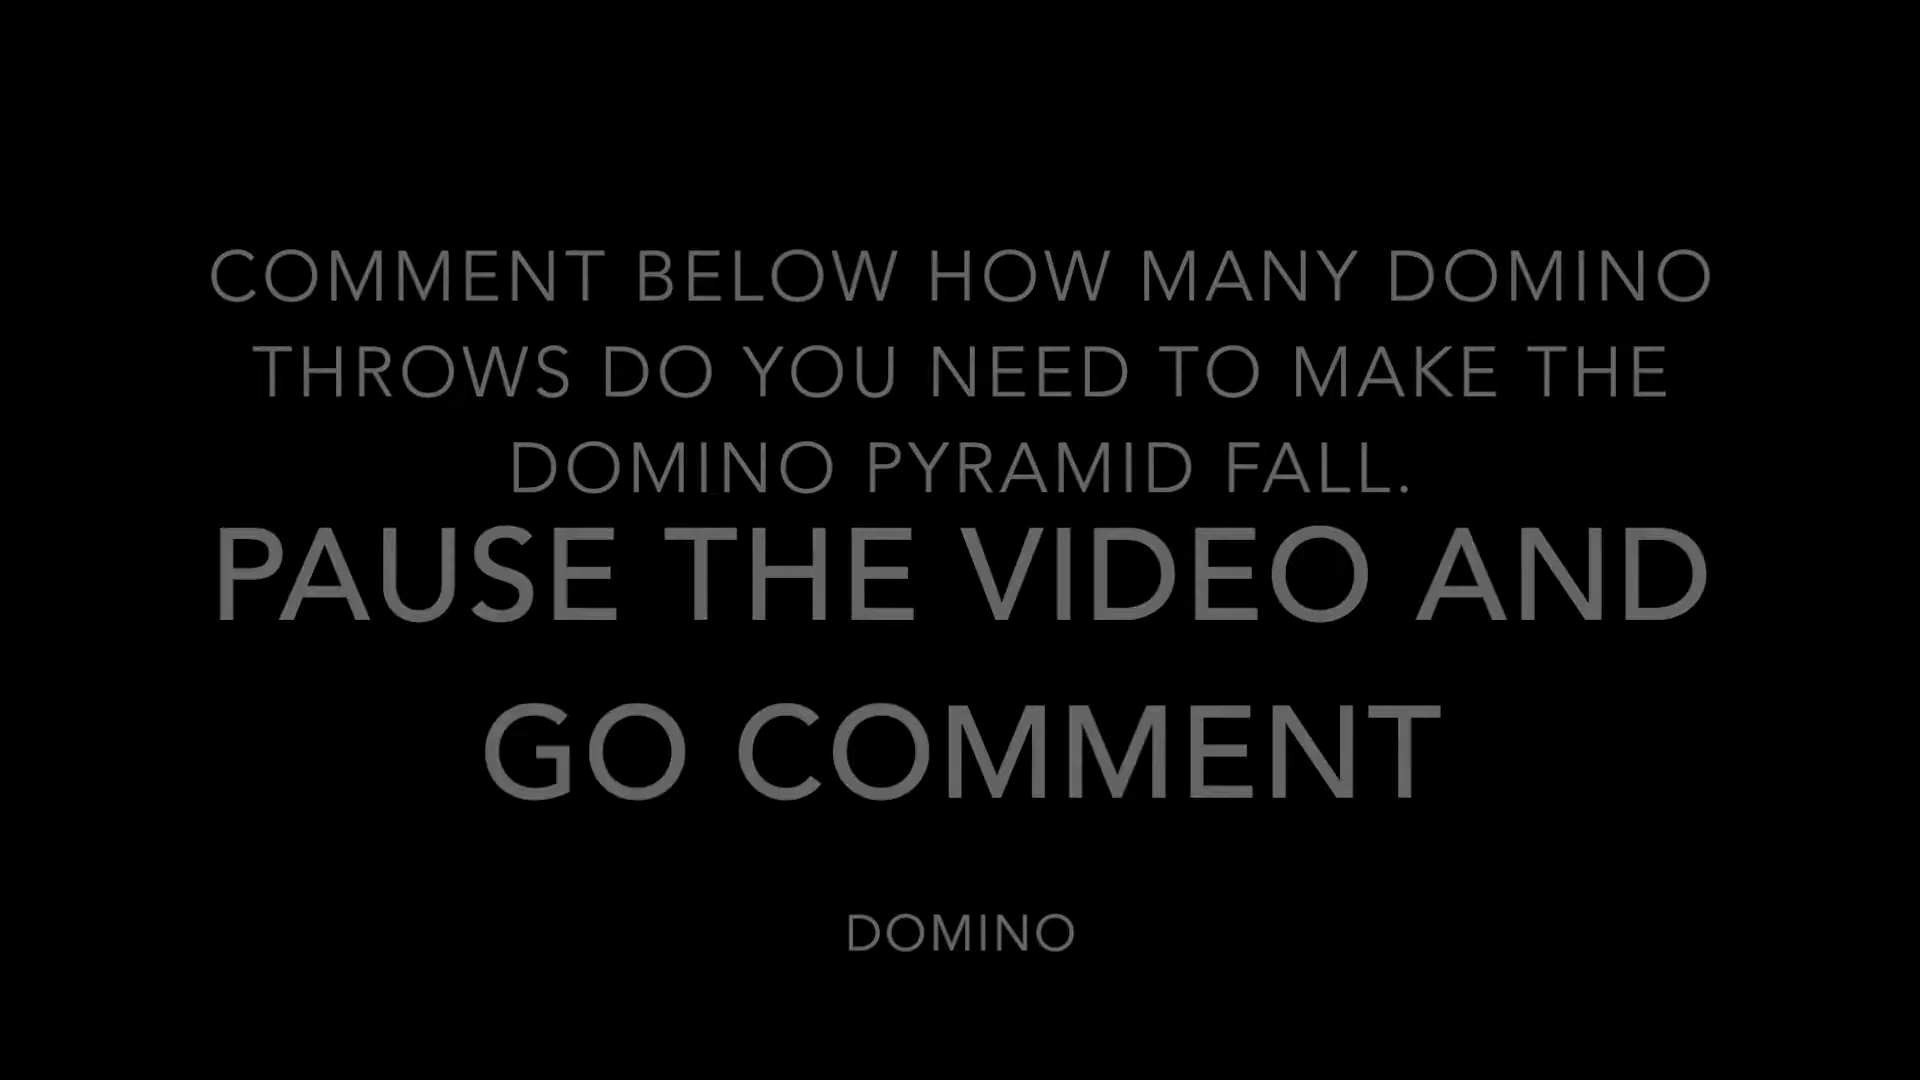 COMMENT BELOW HOW MANY DOMINO
THROWS DO YOU NEED TO MAKE THE
DOMINO PYRAMID FALL.
PAUSE THE VIDEO AND
GO COMMENT
DOMINO